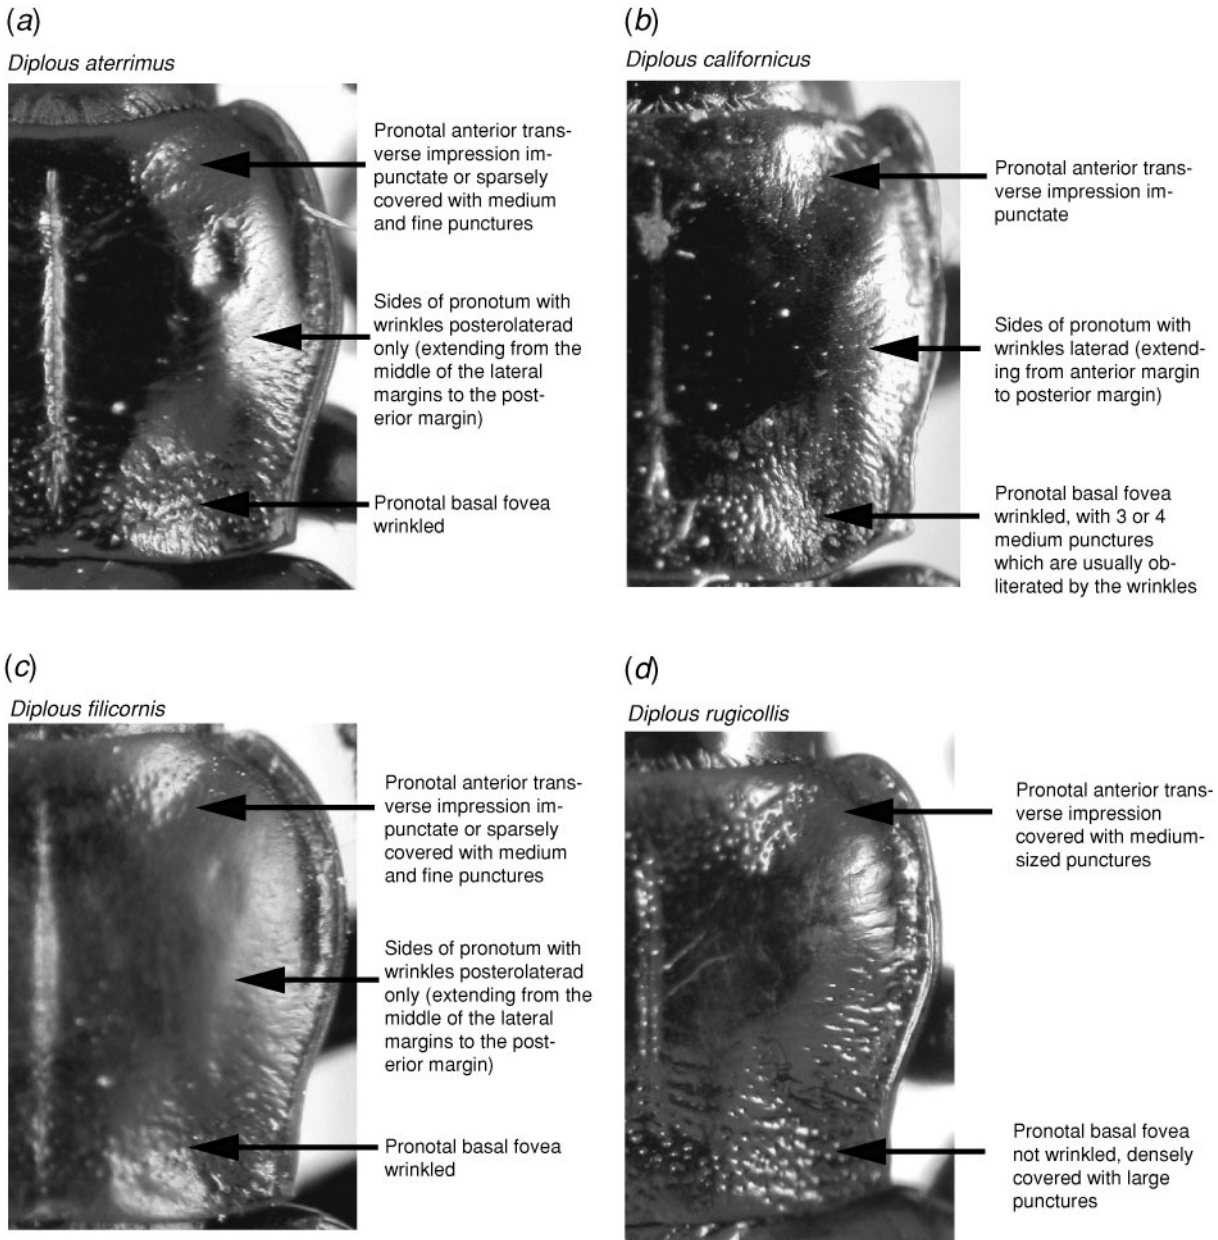 (a)
Diplous aterrimus
Pronotal anterior trans-
verse impression im-
punctate or sparsely
covered with medium
and fine punctures
Sides of pronotum with
wrinkles posterolaterad
only (extending from the
middle of the lateral
margins to the post-
erior margin)
Pronotal basal fovea
wrinkled
(b)
Diplous californicus
Pronotal anterior trans-
verse impression im-
punctate
Sides of pronotum with
wrinkles laterad (extend-
ing from anterior margin
to posterior margin)
Pronotal basal fovea
wrinkled, with 3 or 4
medium punctures
which are usually ob-
literated by the wrinkles
(c)
Diplous filicornis
Pronotal anterior trans-
verse impression im-
punctate or sparsely
covered with medium
and fine punctures
Sides of pronotum with
wrinkles posterolaterad
only (extending from the
middle of the lateral
margins to the post-
erior margin)
Pronotal basal fovea
wrinkled
(d)
Diplous rugicollis
Pronotal anterior trans-
verse impression
covered with medium-
sized punctures
Pronotal basal fovea
not wrinkled, densely
covered with large
punctures